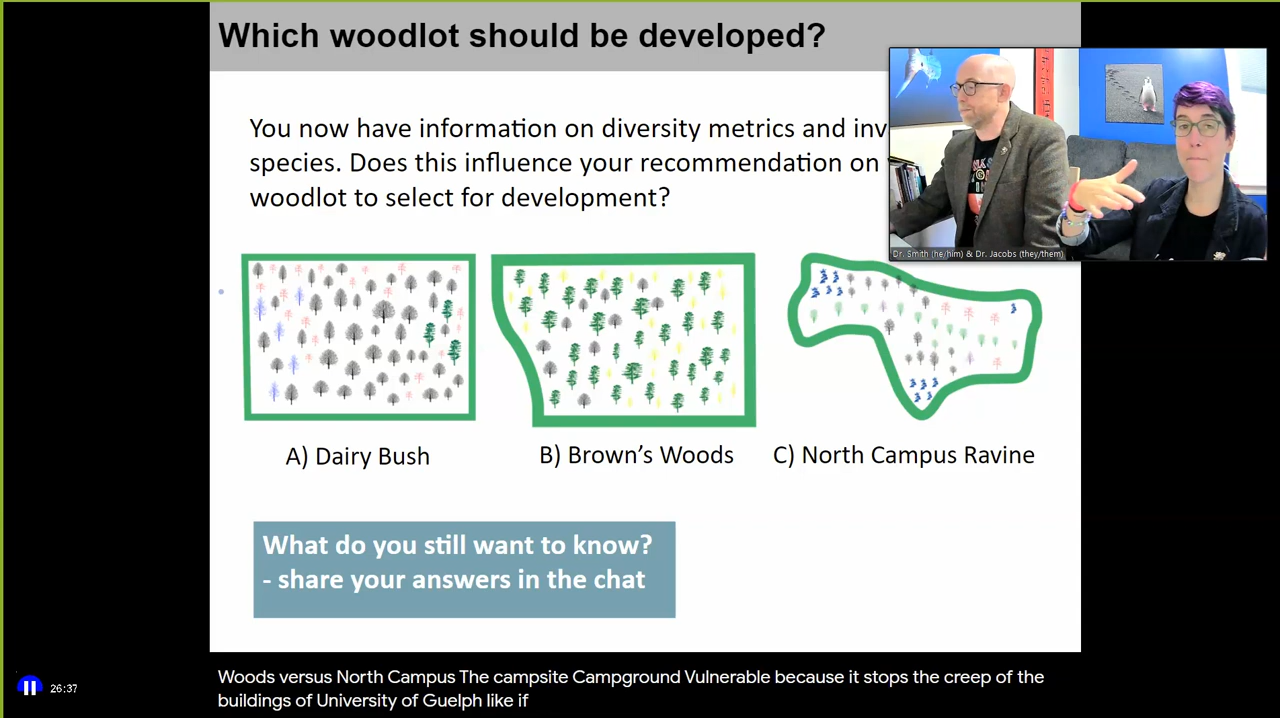 Which woodlot should be developed?
You now have information on diversity metrics and inv
species. Does this influence your recommendation on
woodlot to select for development?
Dr. Smith (he/him) & Dr. Jacobs (they/them)
A) Dairy Bush
B) Brown's Woods
C) North Campus Ravine
What do you still want to know?
- share your answers in the chat
Woods versus North Campus The campsite Campground Vulnerable because it stops the creep of the
buildings of University of Guelph like if
26:37